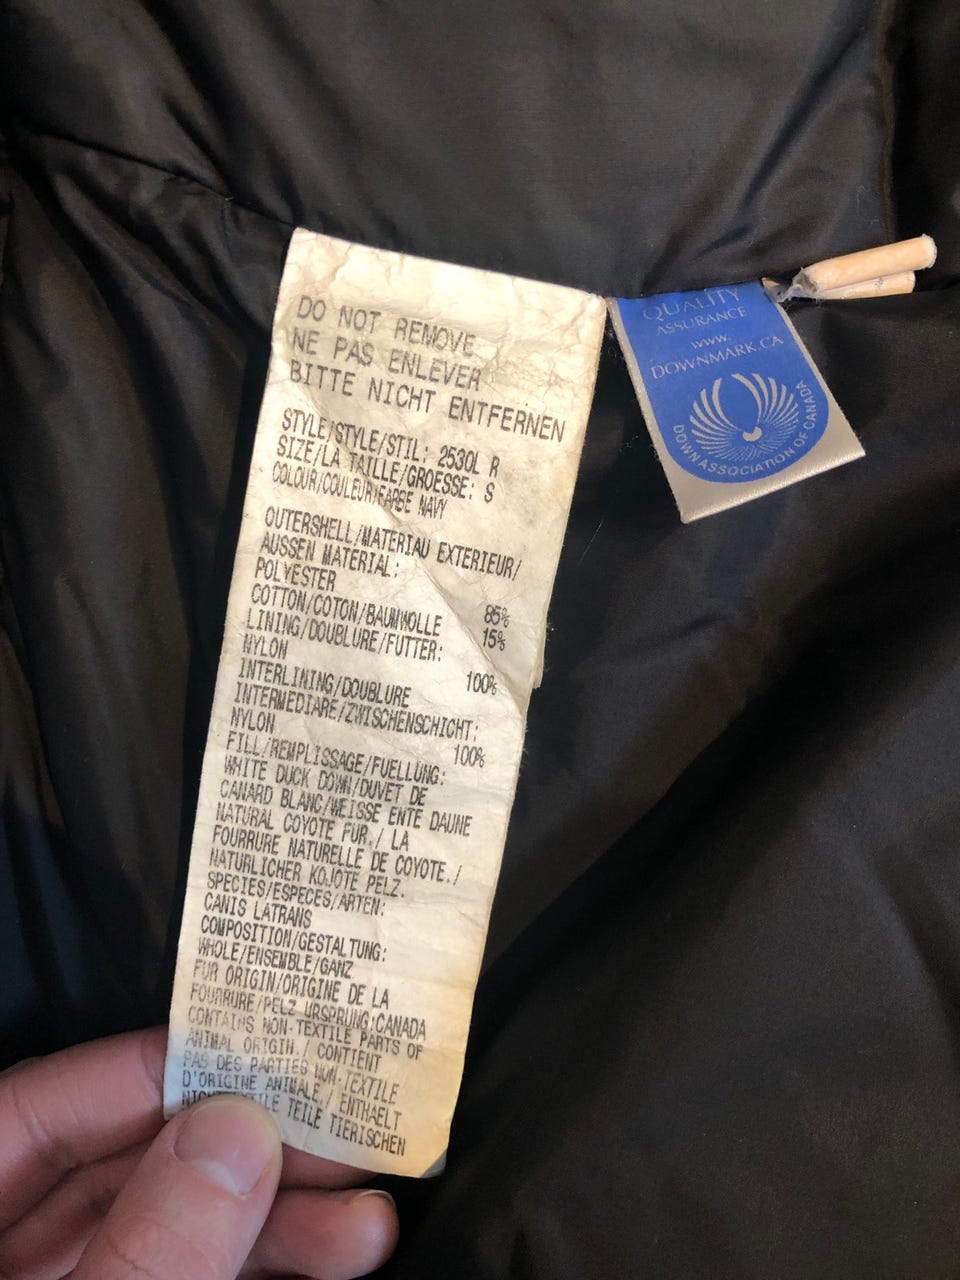 DO NOT REMOVE
NE PAS ENLEVER
BITTE NICHT ENTFERNEN
STYLE/STYLE/STIL: 2530L R
SIZE/LA TAILLE/GROESSE: S
COLOUR/COULEUR/FARBE NAVY
OUTERSHELL/MATERIAU EXTERIEUR/
AUSSEN MATERIAL:
POLYESTER 85%
COTTON/COTON/BAUMWOLLE 15%
LINING/DOUBLURE/FUTTER:
NYLON 100%
INTERLINING/DOUBLURE
INTERMEDIARE/ZWISCHENSCHICHT:
NYLON 100%
FILL/REMPLISSAGE/FUELLUNG:
WHITE DUCK DOWN/DUVET DE
CANARD BLANC/WEISSE ENTE DAUNE
NATURAL COYOTE FUR./ LA
FOURRURE NATURELLE DE COYOTE./
NATURLICHER KOJOTE PELZ.
SPECIES/ESPECES/ARTEN:
CANIS LATRANS
COMPOSITION/GESTALTUNG:
WHOLE/ENSEMBLE/GANZ
FUR ORIGIN/ORIGINE DE LA
FOURRURE/PELZ URSPRUNG:CANADA
CONTAINS NON-TEXTILE PARTS OF
ANIMAL ORIGIN./ CONTIENT
PAS DES PARTIES NON-TEXTILE
D'ORIGINE ANIMALE./ ENTHAELT
TEILE TIERISCHEN
QUALITY
ASSURANCE
www.
DOWNMARK.CA
DOWN ASSOCIATION OF CANADA